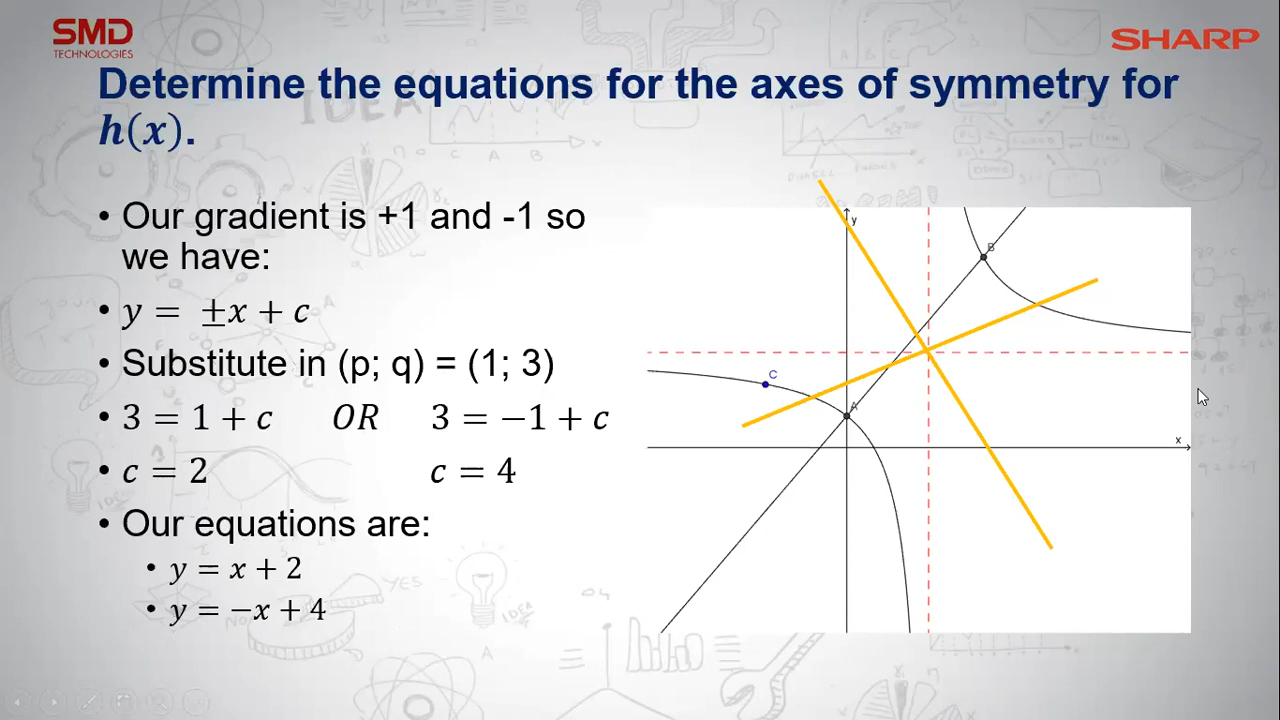 SMD
TECHNOLOGIES
SHARP
Determine the equations for the axes of symmetry for
h(x).
• Our gradient is +1 and -1 so
we have:
• y = ±x + c
• Substitute in (p; q) = (1; 3)
• 3 = 1 + c OR 3 = −1 + c
• c = 2 c = 4
• Our equations are:
• y = x + 2
• y = −x + 4
y
B
C
A
x